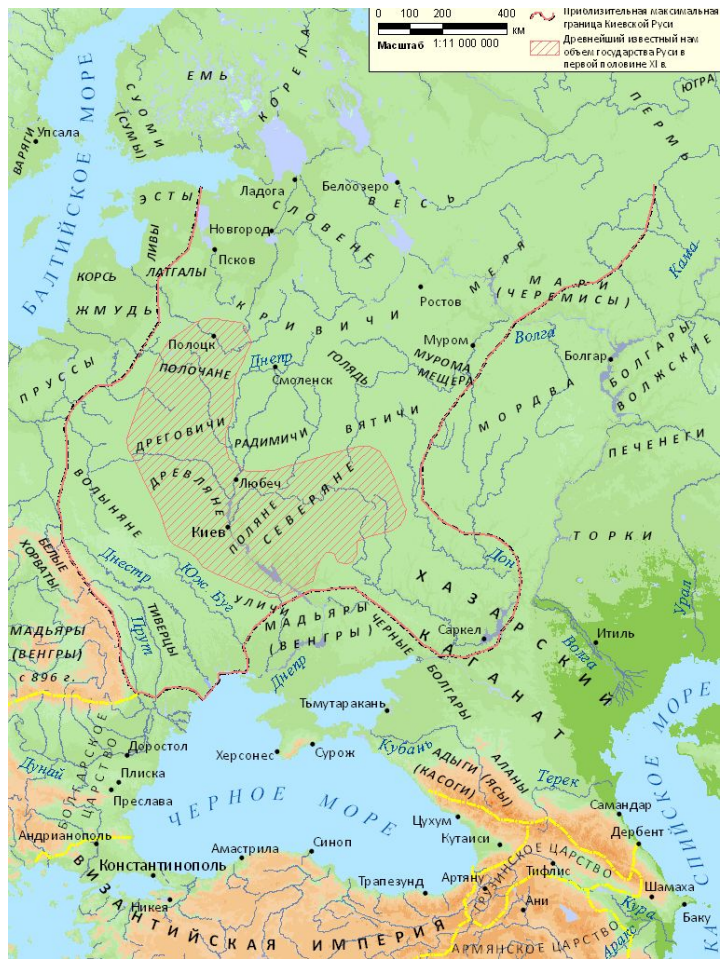 0 200 400
км
Масштаб 1:11 000 000
Приблизительная максимальная
граница Киевской Руси
Древнейший известный нам
объем государства Руси в
первой половине XI в.
БАЛТИЙСКОЕ МОРЕ
ВАРЯГИ
Упсала
СУОМИ
(СУМЫ)
ЕМЬ
КОРЕЛА
ЮГРА
ПЕРМЬ
ЭСТЫ
Ладога
Белоозеро
ВЕСЬ
СЛОВЕНЕ
Новгород
Псков
ЛИВЫ
ЛАТГАЛЫ
КОРСЬ
ЖМУДЬ
КРИВИЧИ
Ростов
МЕРЯ
МАРИ
(ЧЕРЕМИСЫ)
Кама
Полоцк
ПОЛОЧАНЕ
Днепр
Смоленск
ГОЛЯДЬ
Муром
МУРОМА
МЕЩЕРА
Волга
Болгар
БОЛГАРЫ
ВОЛЖСКИЕ
ПРУССЫ
МОРДВА
ДРЕГОВИЧИ
РАДИМИЧИ
ВЯТИЧИ
ПЕЧЕНЕГИ
ВОЛЫНЯНЕ
ДРЕВЛЯНЕ
Любеч
Киев
ПОЛЯНЕ
СЕВЕРЯНЕ
ТОРКИ
БЕЛЫЕ
ХОРВАТЫ
Днестр
Юж. Буг
Дон
Урал
МАДЬЯРЫ
(ВЕНГРЫ)
с 896 г.
Прут
ТИВЕРЦЫ
УЛИЧИ
МАДЬЯРЫ
(ВЕНГРЫ)
Днепр
ЧЕРНЫЕ БОЛГАРЫ
ХАЗАРСКИЙ
КАГАНАТ
Саркел
Волга
Итиль
Тьмутаракань
Херсонес
Сурож
Кубань
АДЫГИ (ЯСЫ)
(КАСОГИ)
АЛАНЫ
Терек
Самандар
Дербент
КАСПИЙСКОЕ МОРЕ
БОЛГАРСКОЕ
ЦАРСТВО
Доростол
Дунай
Плиска
Преслава
ЧЕРНОЕ МОРЕ
Андрианополь
Константинополь
Никея
Амастрила
Синоп
Трапезунд
Цухум
Кутаиси
Артяну
ГРУЗИНСКОЕ ЦАРСТВО
Тифлис
Ани
Шамаха
Кура
Баку
Аракс
АРМЯНСКОЕ ЦАРСТВО
ВИЗАНТИЙСКАЯ ИМПЕРИЯ